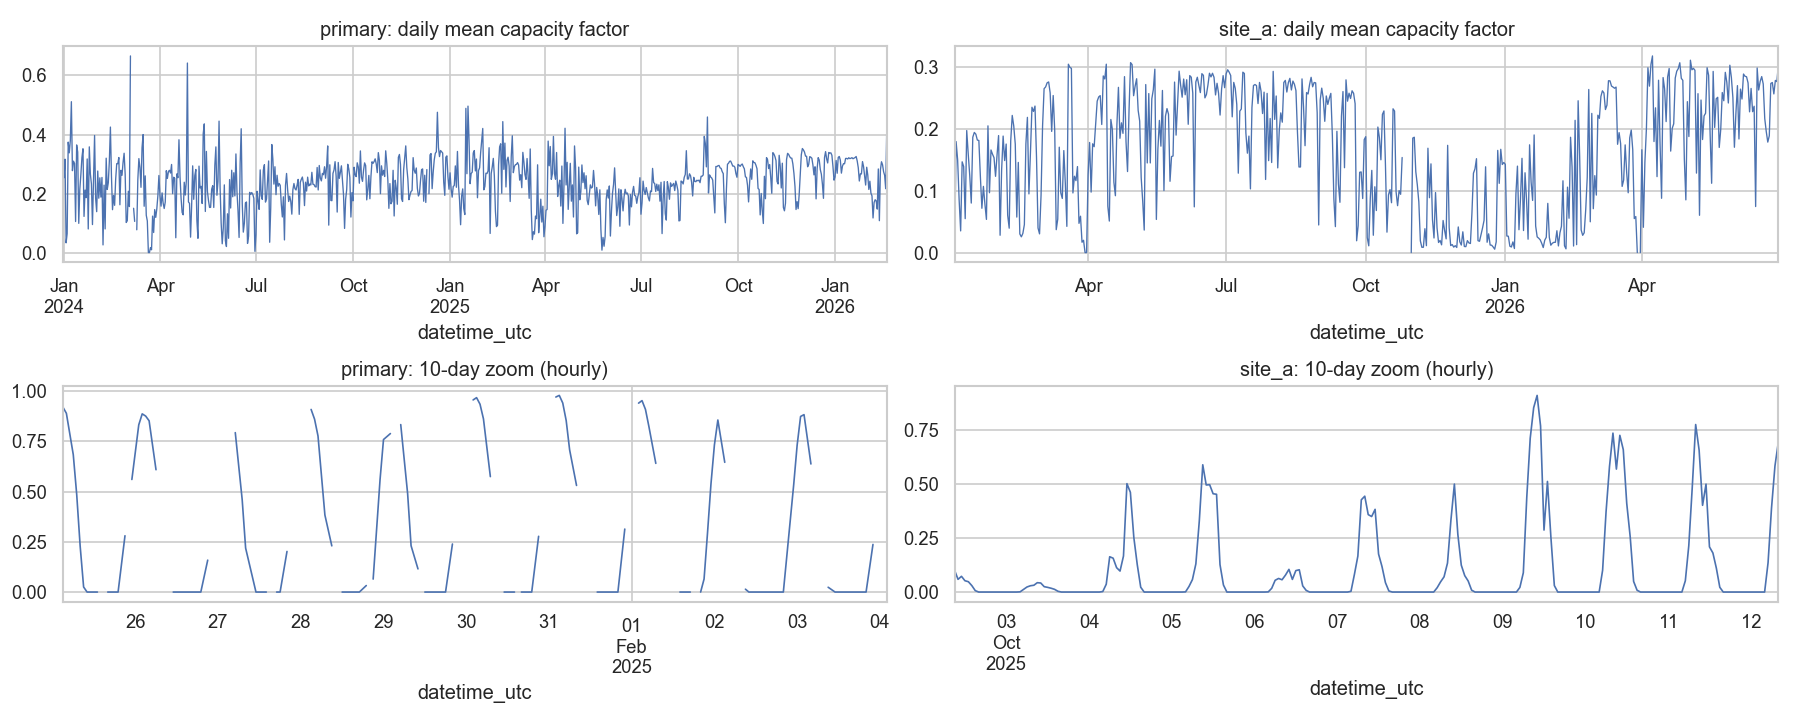 primary: daily mean capacity factor
0.6
0.4
0.2
0.0
Jan Apr Jul Oct Jan Apr Jul Oct Jan
2024 2025 2026
datetime_utc
site_a: daily mean capacity factor
0.3
0.2
0.1
0.0
Apr Jul Oct Jan Apr
2026
datetime_utc
primary: 10-day zoom (hourly)
1.00
0.75
0.50
0.25
0.00
26 27 28 29 30 31 01 02 03 04
Feb
2025
datetime_utc
site_a: 10-day zoom (hourly)
0.75
0.50
0.25
0.00
03 04 05 06 07 08 09 10 11 12
Oct
2025
datetime_utc